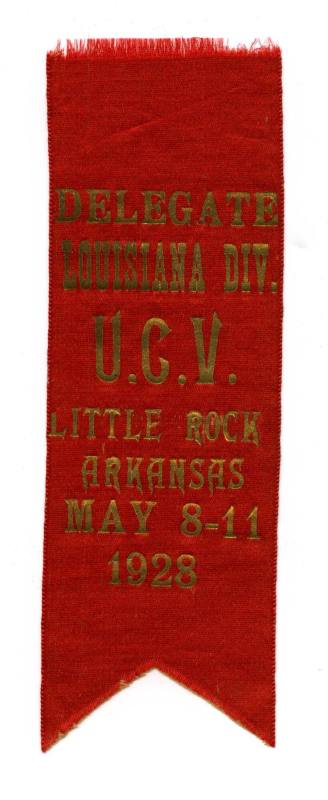 DELEGATE
LOUISIANA DIV.
U.C.V.
LITTLE ROCK
ARKANSAS
MAY 8-11
1928